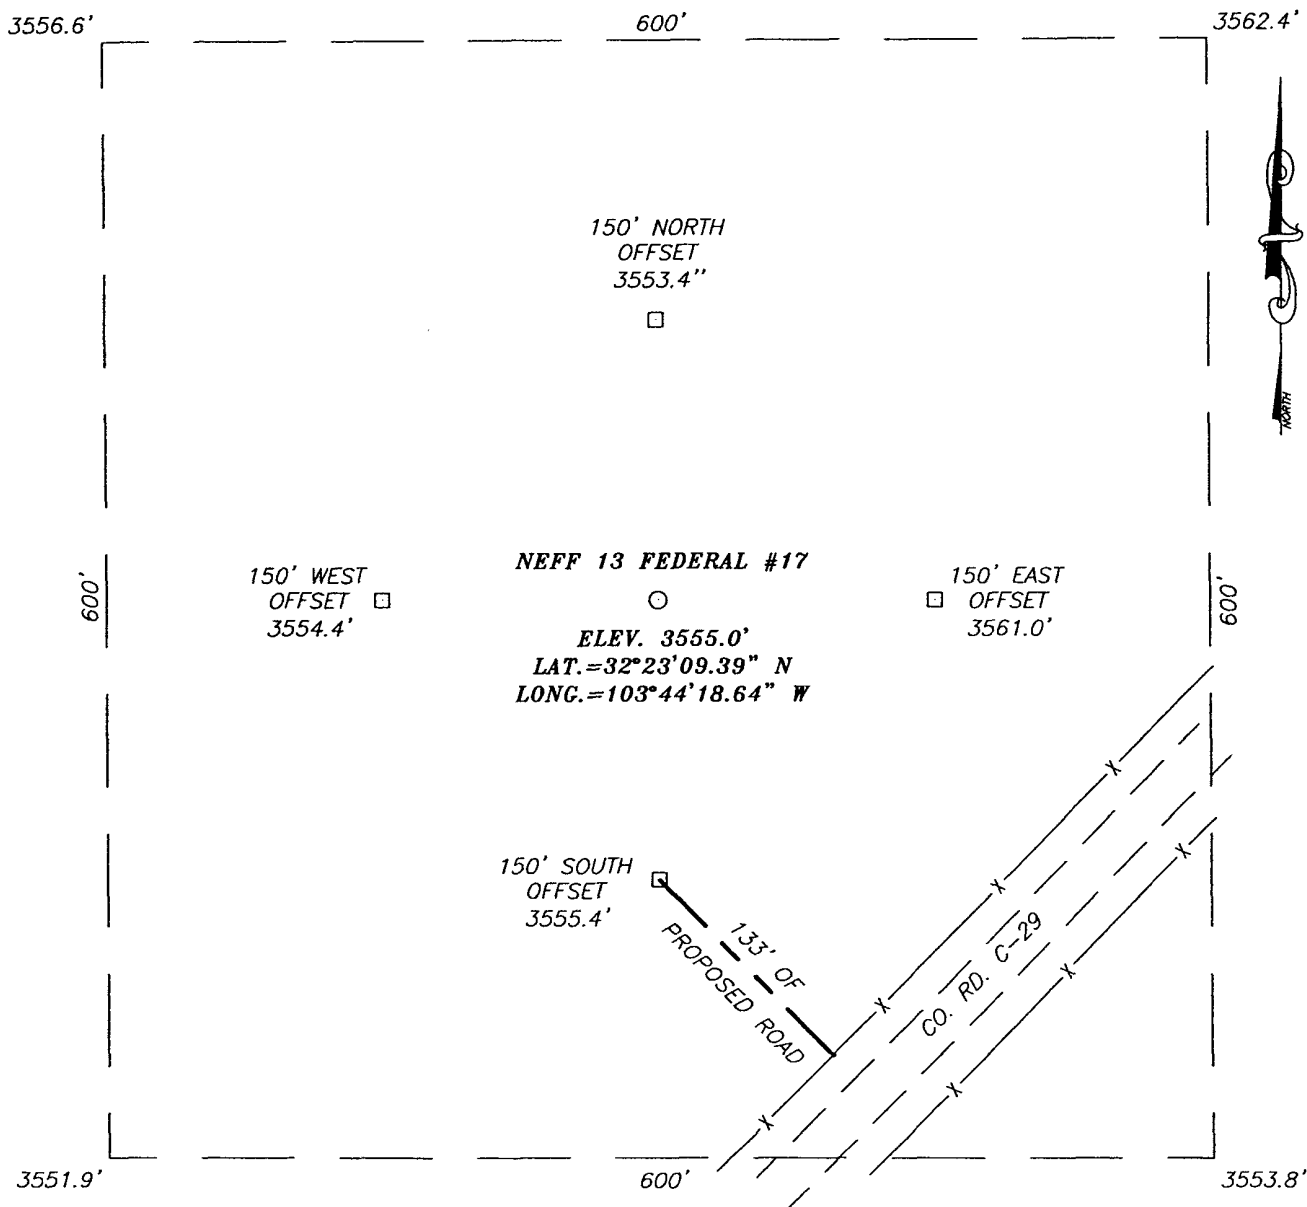 3556.6'
600'
3562.4'
150' NORTH
OFFSET
3553.4"
NORTH
600'
150' WEST
OFFSET
3554.4'
NEFF 13 FEDERAL #17
ELEV. 3555.0'
LAT.=32°23'09.39" N
LONG.=103°44'18.64" W
150' EAST
OFFSET
3561.0'
600'
150' SOUTH
OFFSET
3555.4'
133' OF
PROPOSED ROAD
CO. RD. C-29
3551.9'
600'
3553.8'